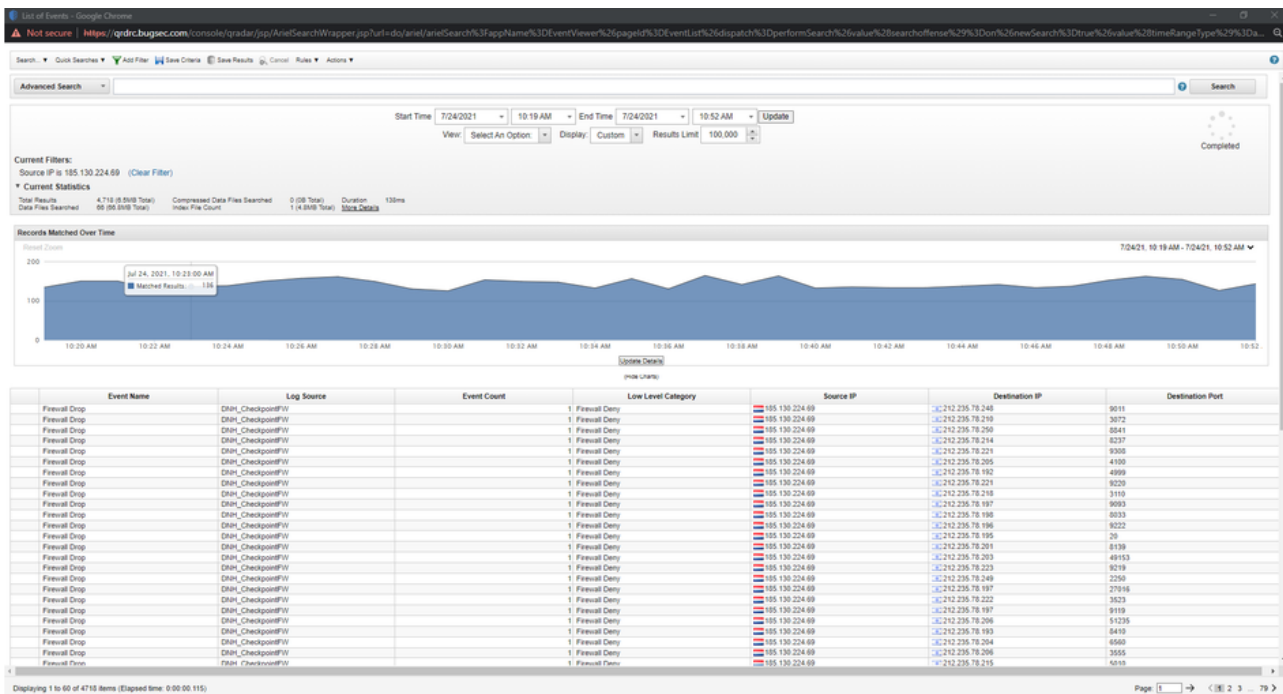 List of Events - Google Chrome
Not secure | https://qrdrc.bugsec.com/console/qradar/jsp/ArielSearchWrapper.jsp?url=do/ariel/arielSearch%3FappName%3DEventViewer%26pageId%3DEventList%26dispatch%3DperformSearch%26value%28searchoffense%29%3Don%26newSearch%3Dtrue%26value%28timeRangeType%29%3Da...
Search... Quick Searches Add Filter Save Criteria Save Results Cancel Rules Actions
Advanced Search Search
Start Time 7/24/2021 10:19 AM End Time 7/24/2021 10:52 AM Update
View: Select An Option: Display: Custom Results Limit 100,000
Completed
Current Filters:
Source IP is 185.130.224.69 (Clear Filter)
Current Statistics
Total Results 4,718 (6.5MB Total) Compressed Data Files Searched 0 (0B Total) Duration 138ms
Data Files Searched 66 (66.8MB Total) Index File Count 1 (4.8MB Total) More Details
Records Matched Over Time
Reset Zoom 7/24/21, 10:19 AM - 7/24/21, 10:52 AM
200
Jul 24, 2021, 10:23:00 AM
Matched Results 136
100
0
10:20 AM 10:22 AM 10:24 AM 10:26 AM 10:28 AM 10:30 AM 10:32 AM 10:34 AM 10:36 AM 10:38 AM 10:40 AM 10:42 AM 10:44 AM 10:46 AM 10:48 AM 10:50 AM 10:52
Update Details
(Hide Charts)
Event Name Log Source Event Count Low Level Category Source IP Destination IP Destination Port
Firewall Drop DNH_CheckpointFW 1 Firewall Deny 185.130.224.69 212.235.78.248 9011
Firewall Drop DNH_CheckpointFW 1 Firewall Deny 185.130.224.69 212.235.78.210 3072
Firewall Drop DNH_CheckpointFW 1 Firewall Deny 185.130.224.69 212.235.78.250 8841
Firewall Drop DNH_CheckpointFW 1 Firewall Deny 185.130.224.69 212.235.78.214 8237
Firewall Drop DNH_CheckpointFW 1 Firewall Deny 185.130.224.69 212.235.78.221 9308
Firewall Drop DNH_CheckpointFW 1 Firewall Deny 185.130.224.69 212.235.78.205 4100
Firewall Drop DNH_CheckpointFW 1 Firewall Deny 185.130.224.69 212.235.78.192 4999
Firewall Drop DNH_CheckpointFW 1 Firewall Deny 185.130.224.69 212.235.78.221 9220
Firewall Drop DNH_CheckpointFW 1 Firewall Deny 185.130.224.69 212.235.78.218 3110
Firewall Drop DNH_CheckpointFW 1 Firewall Deny 185.130.224.69 212.235.78.197 9093
Firewall Drop DNH_CheckpointFW 1 Firewall Deny 185.130.224.69 212.235.78.198 8033
Firewall Drop DNH_CheckpointFW 1 Firewall Deny 185.130.224.69 212.235.78.196 9222
Firewall Drop DNH_CheckpointFW 1 Firewall Deny 185.130.224.69 212.235.78.195 20
Firewall Drop DNH_CheckpointFW 1 Firewall Deny 185.130.224.69 212.235.78.201 8139
Firewall Drop DNH_CheckpointFW 1 Firewall Deny 185.130.224.69 212.235.78.203 49153
Firewall Drop DNH_CheckpointFW 1 Firewall Deny 185.130.224.69 212.235.78.223 9219
Firewall Drop DNH_CheckpointFW 1 Firewall Deny 185.130.224.69 212.235.78.249 2250
Firewall Drop DNH_CheckpointFW 1 Firewall Deny 185.130.224.69 212.235.78.197 27016
Firewall Drop DNH_CheckpointFW 1 Firewall Deny 185.130.224.69 212.235.78.222 3523
Firewall Drop DNH_CheckpointFW 1 Firewall Deny 185.130.224.69 212.235.78.197 9119
Firewall Drop DNH_CheckpointFW 1 Firewall Deny 185.130.224.69 212.235.78.206 51235
Firewall Drop DNH_CheckpointFW 1 Firewall Deny 185.130.224.69 212.235.78.193 8410
Firewall Drop DNH_CheckpointFW 1 Firewall Deny 185.130.224.69 212.235.78.204 6560
Firewall Drop DNH_CheckpointFW 1 Firewall Deny 185.130.224.69 212.235.78.206 3555
Firewall Drop DNH_CheckpointFW 1 Firewall Deny 185.130.224.69 212.235.78.215 5010
Displaying 1 to 60 of 4718 items (Elapsed time: 0:00:00.115) Page: 1 1 2 3 ... 79